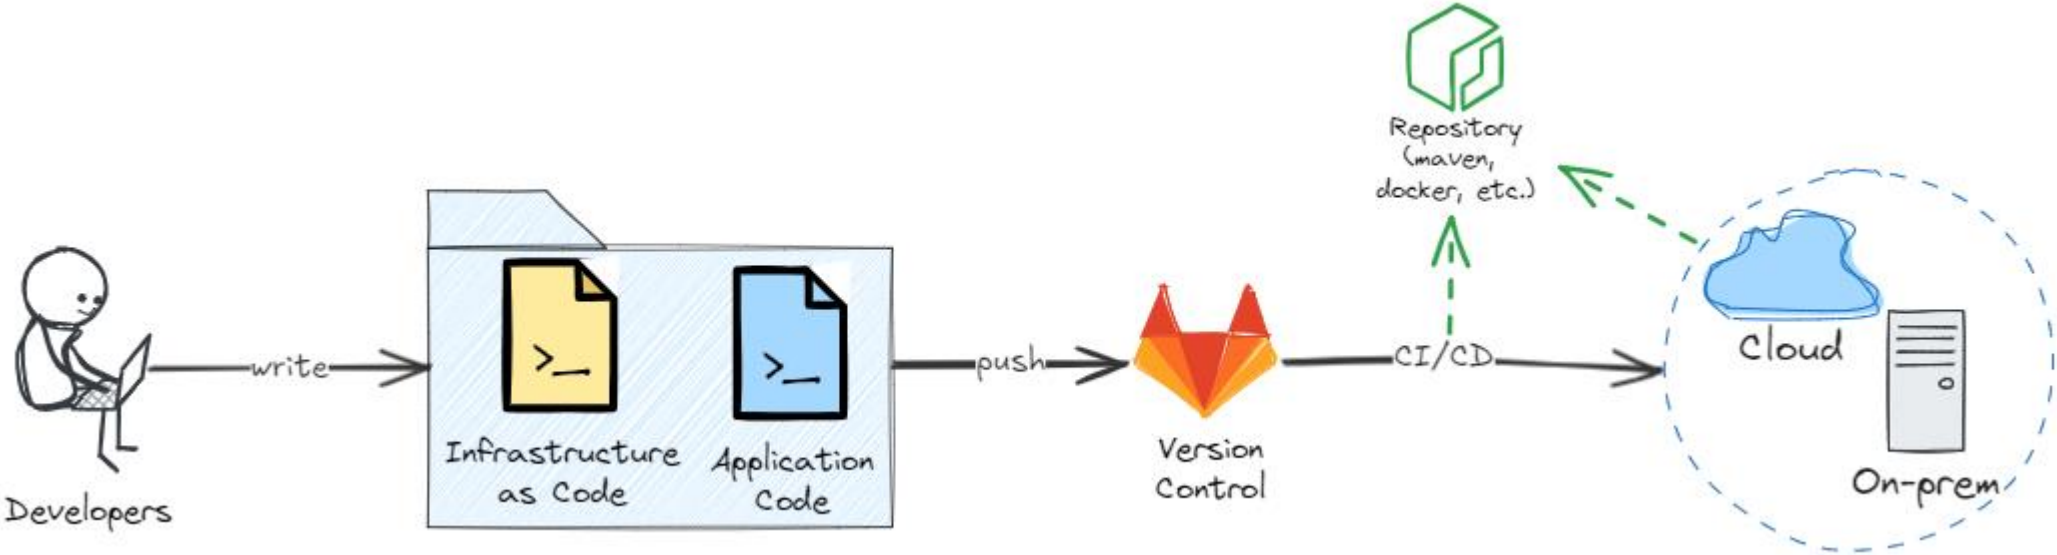 Repository
(maven,
docker, etc.)
write
push
CI/CD
Cloud
On-prem
>_
>_
Infrastructure
as Code
Application
Code
Version
Control
Developers